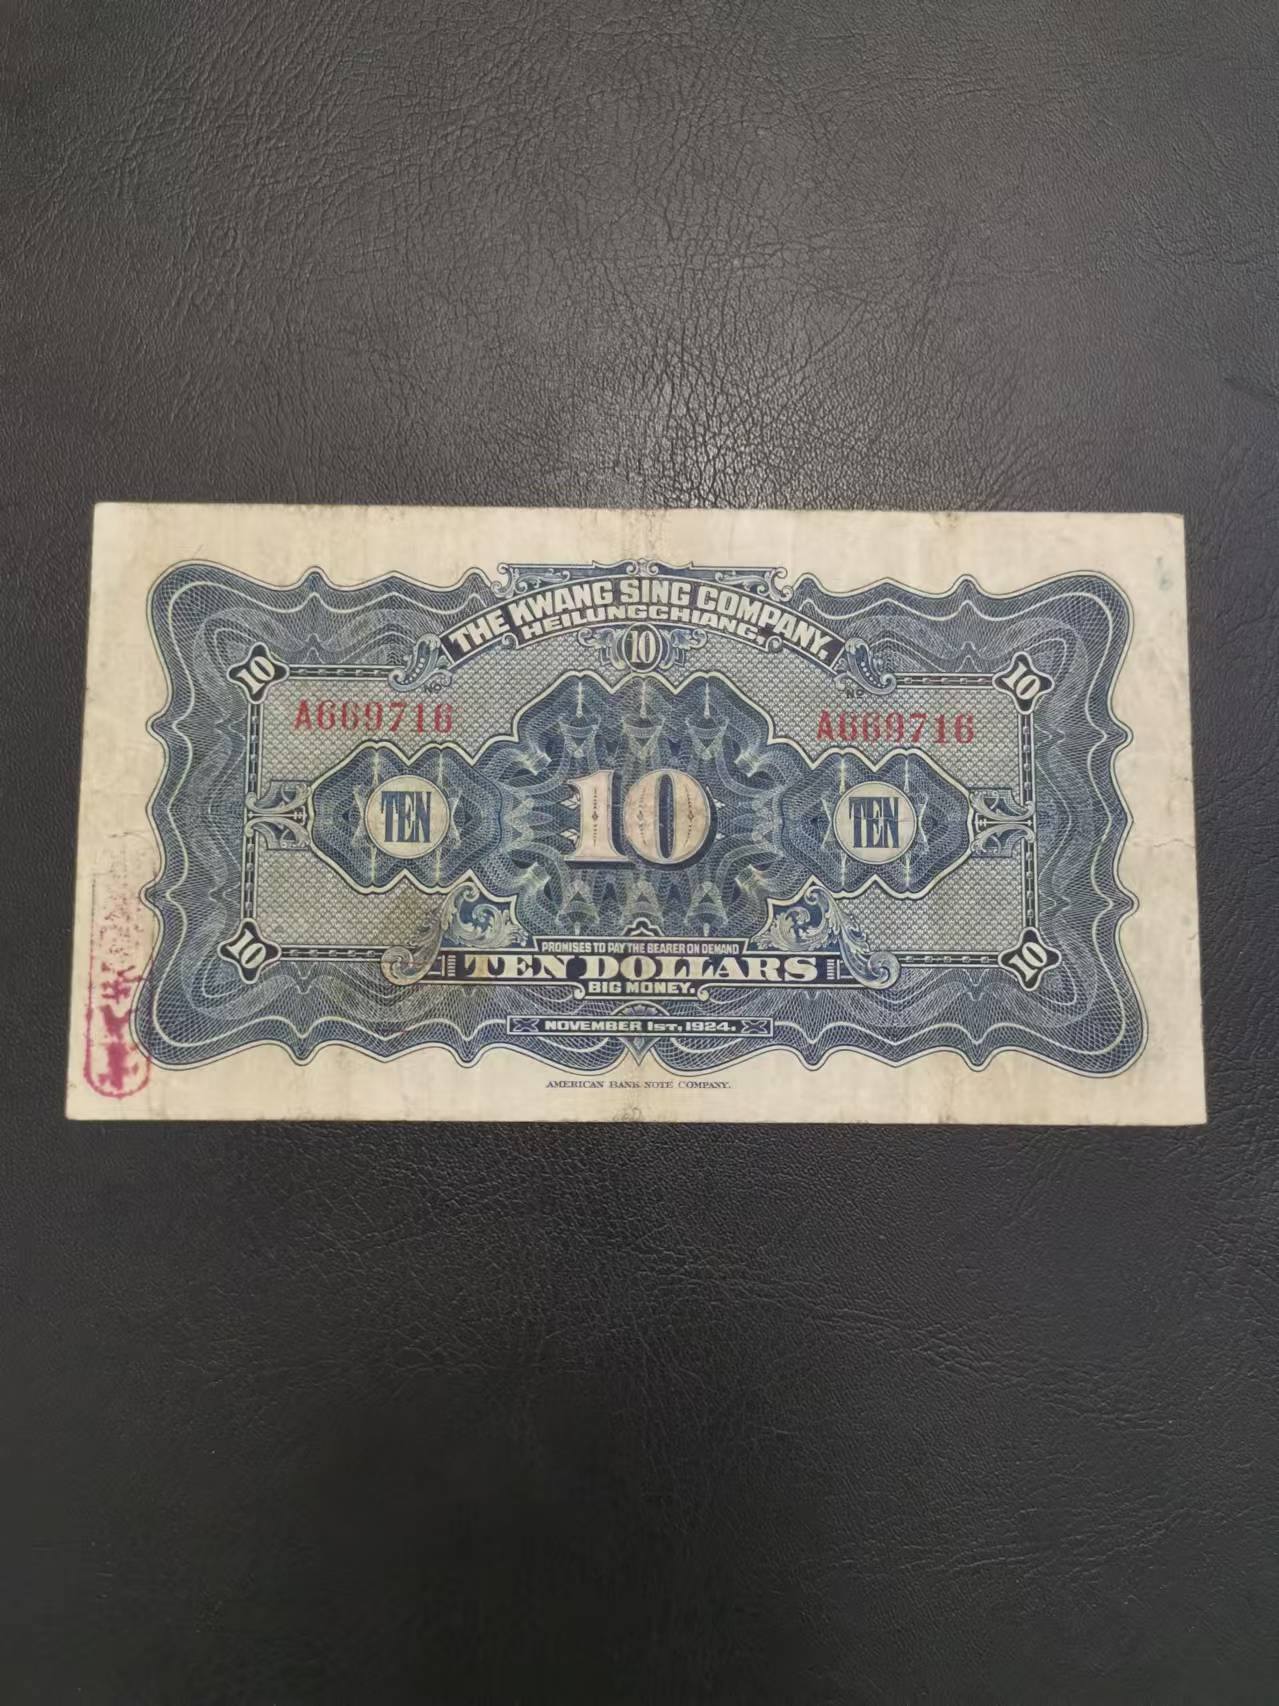 THE KWANG SING COMPANY,
HEILUNGCHIANG,
10
10 10
No. No.
A669716 A669716
TEN 10 TEN
10 10
PROMISES TO PAY THE BEARER ON DEMAND
TEN DOLLARS
BIG MONEY.
NOVEMBER 1ST, 1924.
AMERICAN BANK NOTE COMPANY.